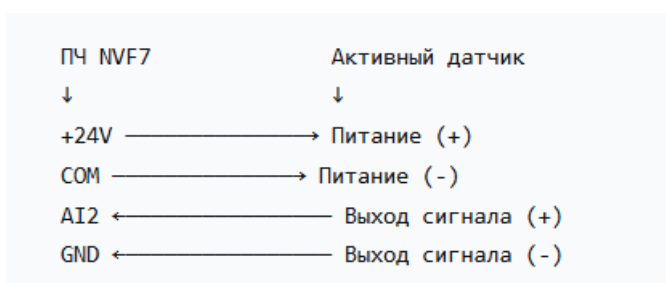 ПЧ NVF7 Активный датчик
↓ ↓
+24V ──────────────→ Питание (+)
COM ──────────────→ Питание (-)
AI2 ←────────────── Выход сигнала (+)
GND ←────────────── Выход сигнала (-)